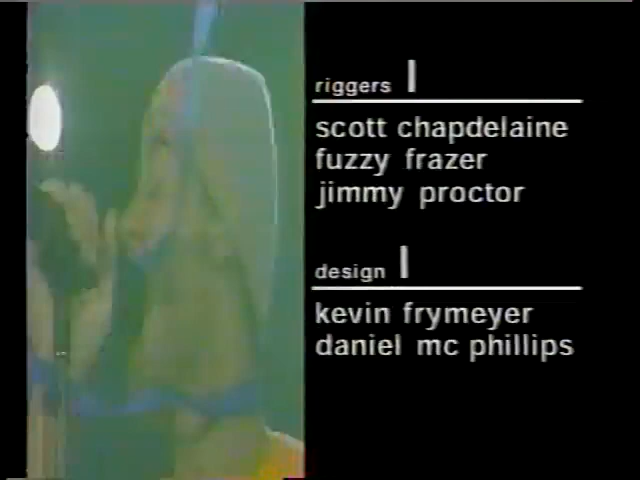 riggers
scott chapdelaine
fuzzy frazer
jimmy proctor
design
kevin frymeyer
daniel mc phillips